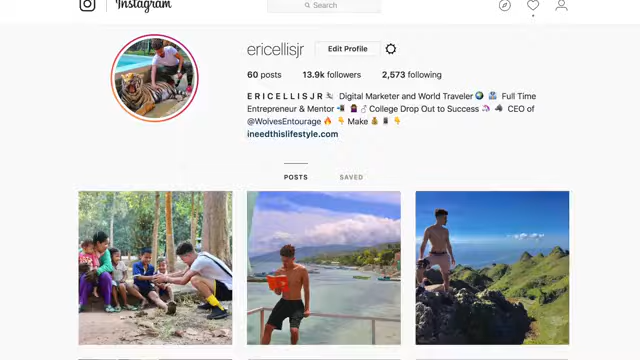 Instagram
Search
ericellisjr Edit Profile
60 posts 13.9k followers 2,573 following
E R I C E L L I S J R Digital Marketer and World Traveler Full Time
Entrepreneur & Mentor College Drop Out to Success CEO of
@WolvesEntourage Make
ineedthislifestyle.com
POSTS SAVED